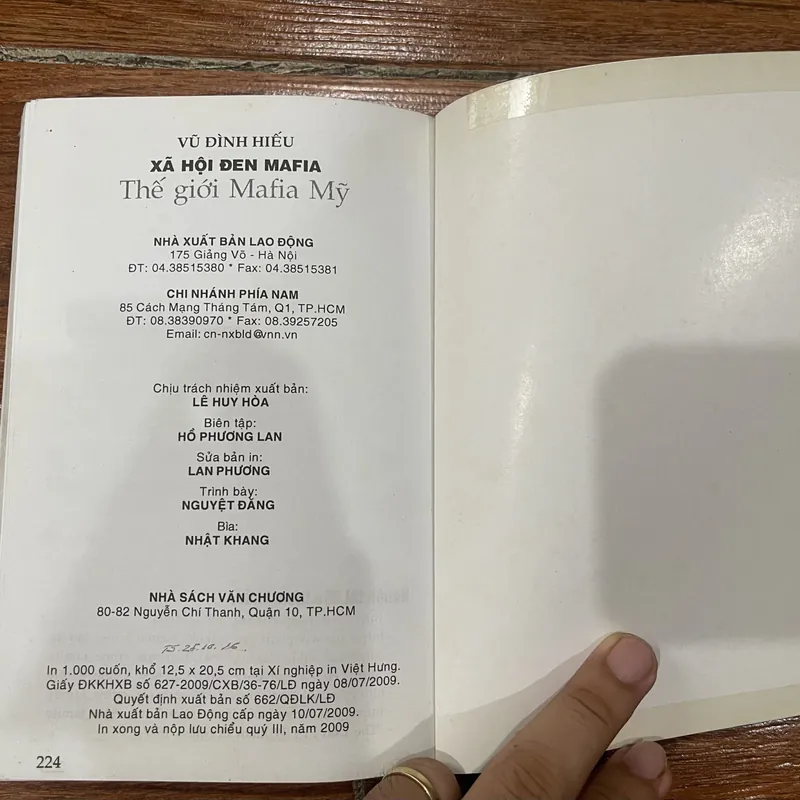 VŨ ĐÌNH HIẾU
XÃ HỘI ĐEN MAFIA
Thế giới Mafia Mỹ
NHÀ XUẤT BẢN LAO ĐỘNG
175 Giảng Võ - Hà Nội
ĐT: 04.38515380 * Fax: 04.38515381
CHI NHÁNH PHÍA NAM
85 Cách Mạng Tháng Tám, Q1, TP.HCM
ĐT: 08.38390970 * Fax: 08.39257205
Email: cn-nxbld@vnn.vn
Chịu trách nhiệm xuất bản:
LÊ HUY HÒA
Biên tập:
HỒ PHƯƠNG LAN
Sửa bản in:
LAN PHƯƠNG
Trình bày:
NGUYỆT ĐẰNG
Bìa:
NHẬT KHANG
NHÀ SÁCH VĂN CHƯƠNG
80-82 Nguyễn Chí Thanh, Quận 10, TP.HCM
In 1.000 cuốn, khổ 12,5 x 20,5 cm tại Xí nghiệp in Việt Hưng.
Giấy ĐKKHXB số 627-2009/CXB/36-76/LĐ ngày 08/07/2009.
Quyết định xuất bản số 662/QĐLK/LĐ
Nhà xuất bản Lao Động cấp ngày 10/07/2009.
In xong và nộp lưu chiểu quý III, năm 2009
224